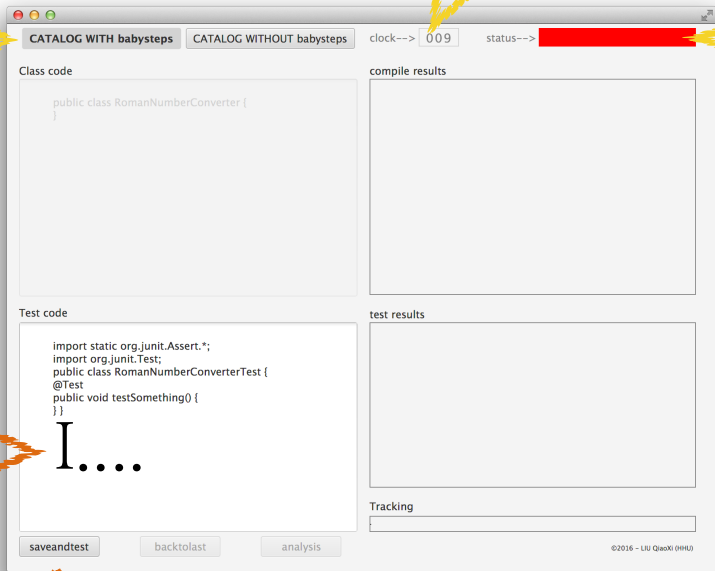 CATALOG WITH babysteps CATALOG WITHOUT babysteps clock--> 009 status-->
Class code
compile results
public class RomanNumberConverter {
}
Test code
test results
import static org.junit.Assert.*;
import org.junit.Test;
public class RomanNumberConverterTest {
@Test
public void testSomething() {
} }
I....
Tracking
saveandtest backtolast analysis
©2016 - LIU QiaoXi (HHU)